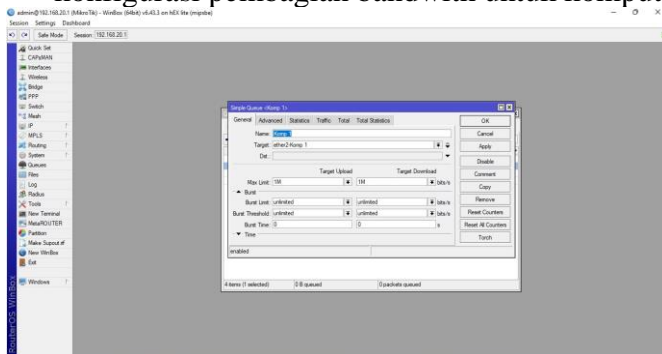 konfigurasi pembagian bandwith untuk komput
admin@192.168.20.1 (MikroTik) - WinBox (64bit) v6.43.3 on hEX lite (mipsbe)
Session Settings Dashboard
Safe Mode Session: 192.168.20.1
Quick Set
CAPsMAN
Interfaces
Wireless
Bridge
PPP
Switch
Mesh
IP
MPLS
Routing
System
Queues
Files
Log
Radius
Tools
New Terminal
MetaROUTER
Partition
Make Supout.rif
New WinBox
Exit
Windows
RouterOS WinBox
Simple Queue <Komp 1>
General Advanced Statistics Traffic Total Total Statistics
Name: Komp 1
Target: ether2-Komp 1
Dst.:
Target Upload Target Download
Max Limit: 1M 1M bits/s
Burst
Burst Limit: unlimited unlimited bits/s
Burst Threshold: unlimited unlimited bits/s
Burst Time: 0 0 s
Time
enabled
OK
Cancel
Apply
Disable
Comment
Copy
Remove
Reset Counters
Reset All Counters
Torch
4 items (1 selected) 0 B queued 0 packets queued